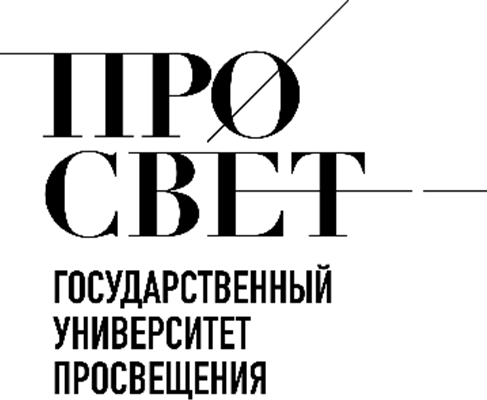 ПРО
СВЕТ
ГОСУДАРСТВЕННЫЙ
УНИВЕРСИТЕТ
ПРОСВЕЩЕНИЯ